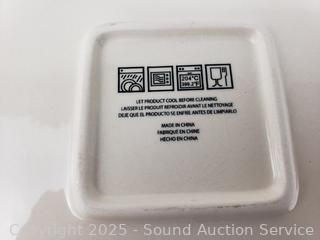 204°C
399.2°F
LET PRODUCT COOL BEFORE CLEANING
LAISSER LE PRODUIT REFROIDIR AVANT LE NETTOYAGE
DEJE QUE EL PRODUCTO SE ENFRÍE ANTES DE LIMPIARLO
MADE IN CHINA
FABRIQUÉ EN CHINE
HECHO EN CHINA
Copyright 2025 - Sound Auction Service